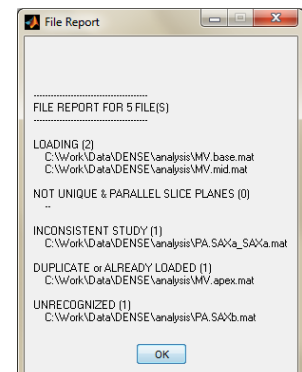 File Report
----------------------------------------
FILE REPORT FOR 5 FILE(S)
----------------------------------------
LOADING (2)
C:\Work\Data\DENSE\analysis\MV.base.mat
C:\Work\Data\DENSE\analysis\MV.mid.mat
NOT UNIQUE & PARALLEL SLICE PLANES (0)
--
INCONSISTENT STUDY (1)
C:\Work\Data\DENSE\analysis\PA.SAXa_SAXa.mat
DUPLICATE or ALREADY LOADED (1)
C:\Work\Data\DENSE\analysis\MV.apex.mat
UNRECOGNIZED (1)
C:\Work\Data\DENSE\analysis\PA.SAXb.mat
OK